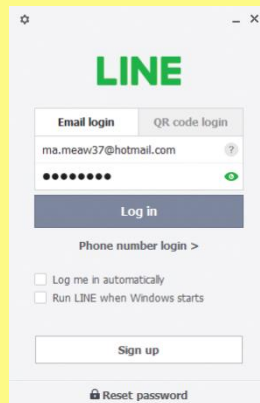 LINE
Email login QR code login
ma.meaw37@hotmail.com ?
●●●●●●●●
Log in
Phone number login >
Log me in automatically
Run LINE when Windows starts
Sign up
Reset password